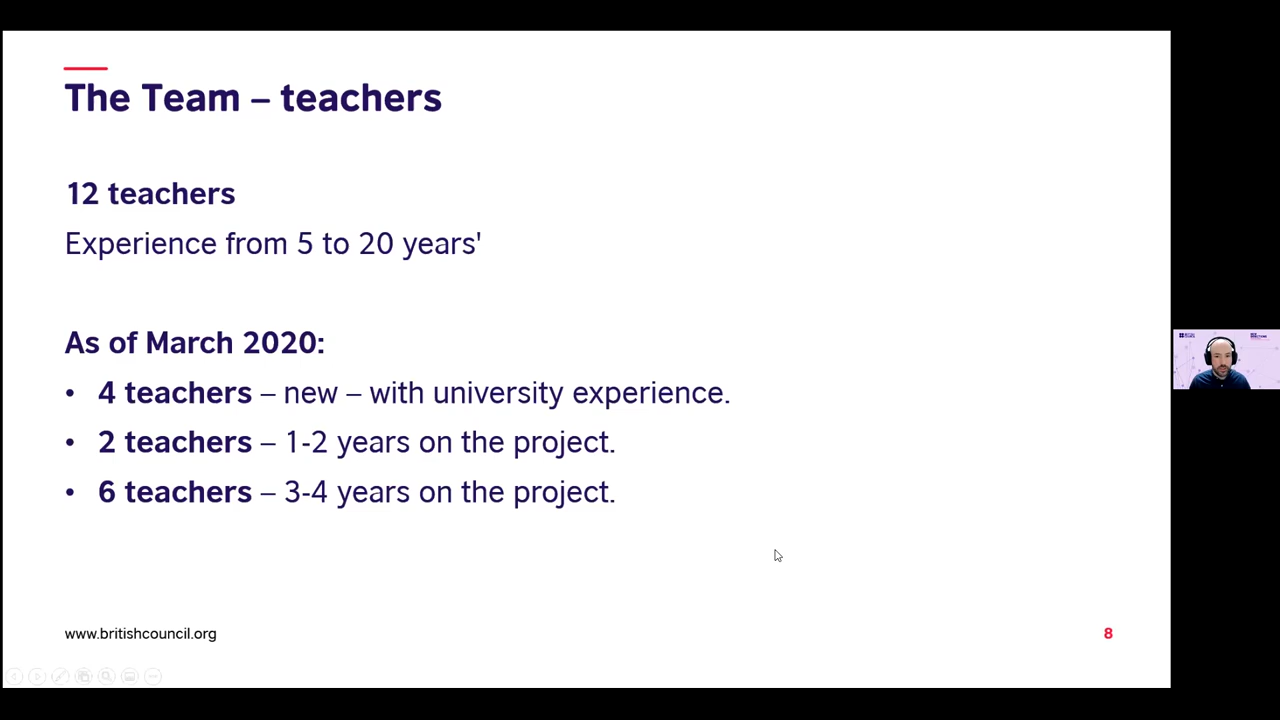 The Team – teachers
12 teachers
Experience from 5 to 20 years'
As of March 2020:
• 4 teachers – new – with university experience.
• 2 teachers – 1-2 years on the project.
• 6 teachers – 3-4 years on the project.
www.britishcouncil.org
8